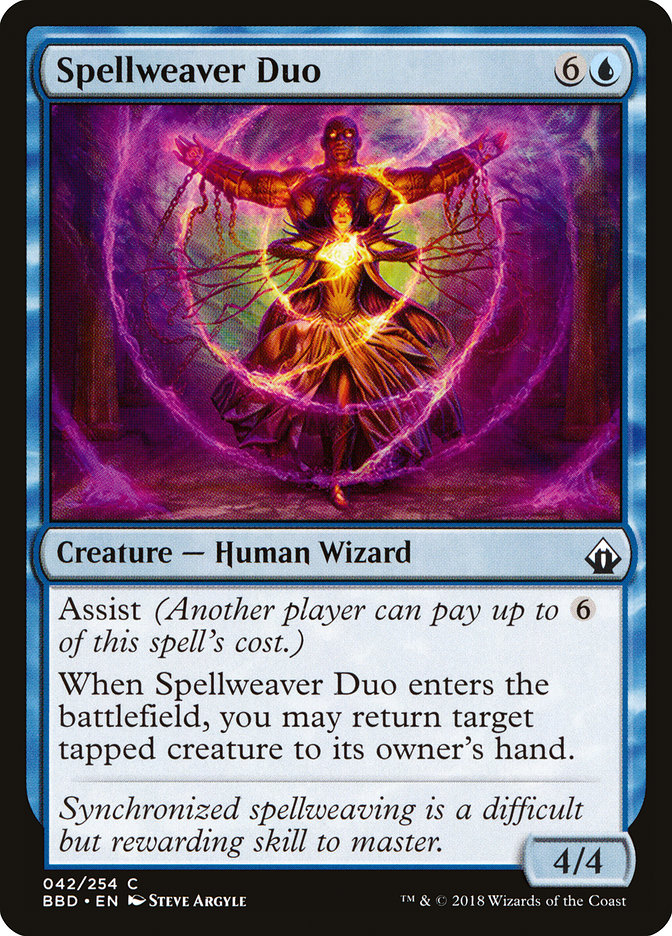 Spellweaver Duo 6
Creature — Human Wizard
Assist (Another player can pay up to 6
of this spell's cost.)
When Spellweaver Duo enters the
battlefield, you may return target
tapped creature to its owner's hand.
Synchronized spellweaving is a difficult
but rewarding skill to master.
4/4
042/254 C
BBD • EN Steve Argyle
™ & © 2018 Wizards of the Coast